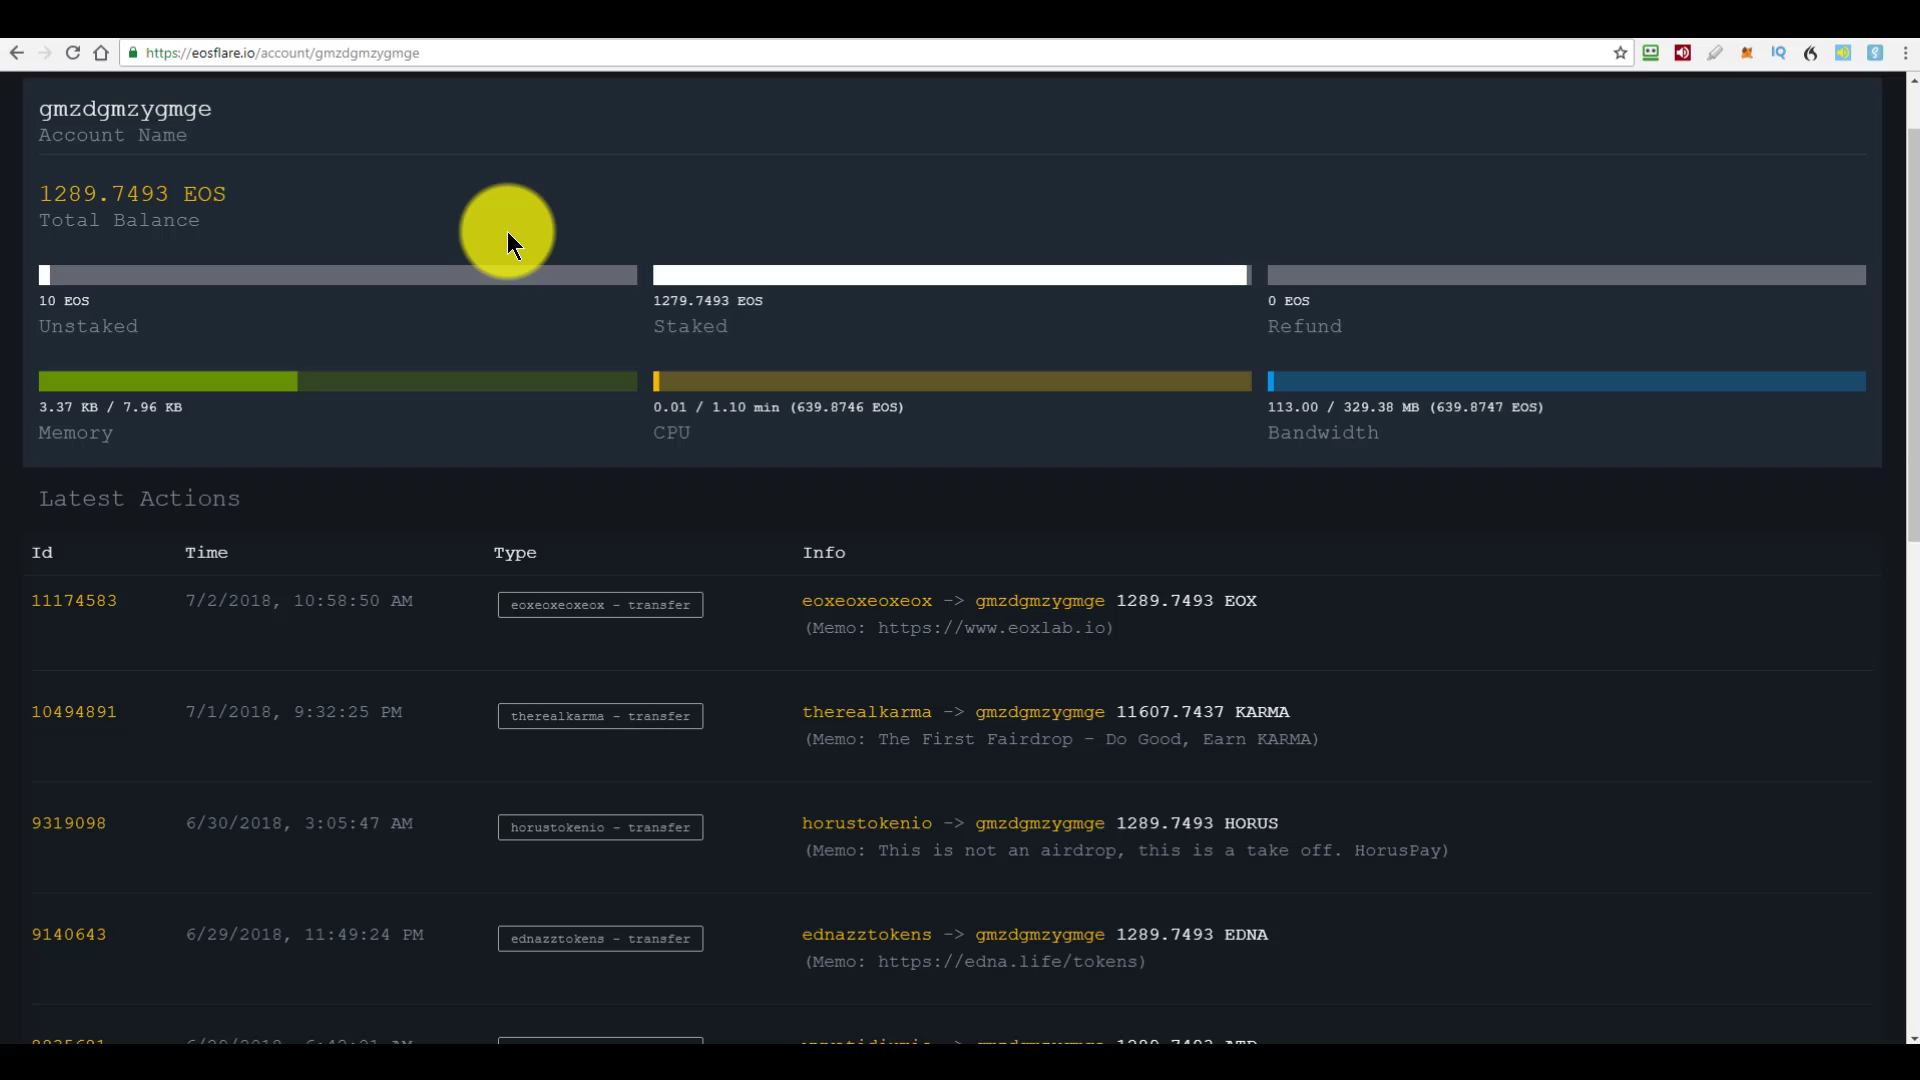 https://eosflare.io/account/gmzdgmzygmge
gmzdgmzygmge
Account Name
1289.7493 EOS
Total Balance
10 EOS
Unstaked
1279.7493 EOS
Staked
0 EOS
Refund
3.37 KB / 7.96 KB
Memory
0.01 / 1.10 min (639.8746 EOS)
CPU
113.00 / 329.38 MB (639.8747 EOS)
Bandwidth
Latest Actions
Id Time Type Info
11174583 7/2/2018, 10:58:50 AM eoxeoxeoxeox - transfer eoxeoxeoxeox -> gmzdgmzygmge 1289.7493 EOX
(Memo: https://www.eoxlab.io)
10494891 7/1/2018, 9:32:25 PM therealkarma - transfer therealkarma -> gmzdgmzygmge 11607.7437 KARMA
(Memo: The First Fairdrop - Do Good, Earn KARMA)
9319098 6/30/2018, 3:05:47 AM horustokenio - transfer horustokenio -> gmzdgmzygmge 1289.7493 HORUS
(Memo: This is not an airdrop, this is a take off. HorusPay)
9140643 6/29/2018, 11:49:24 PM ednazztokens - transfer ednazztokens -> gmzdgmzygmge 1289.7493 EDNA
(Memo: https://edna.life/tokens)